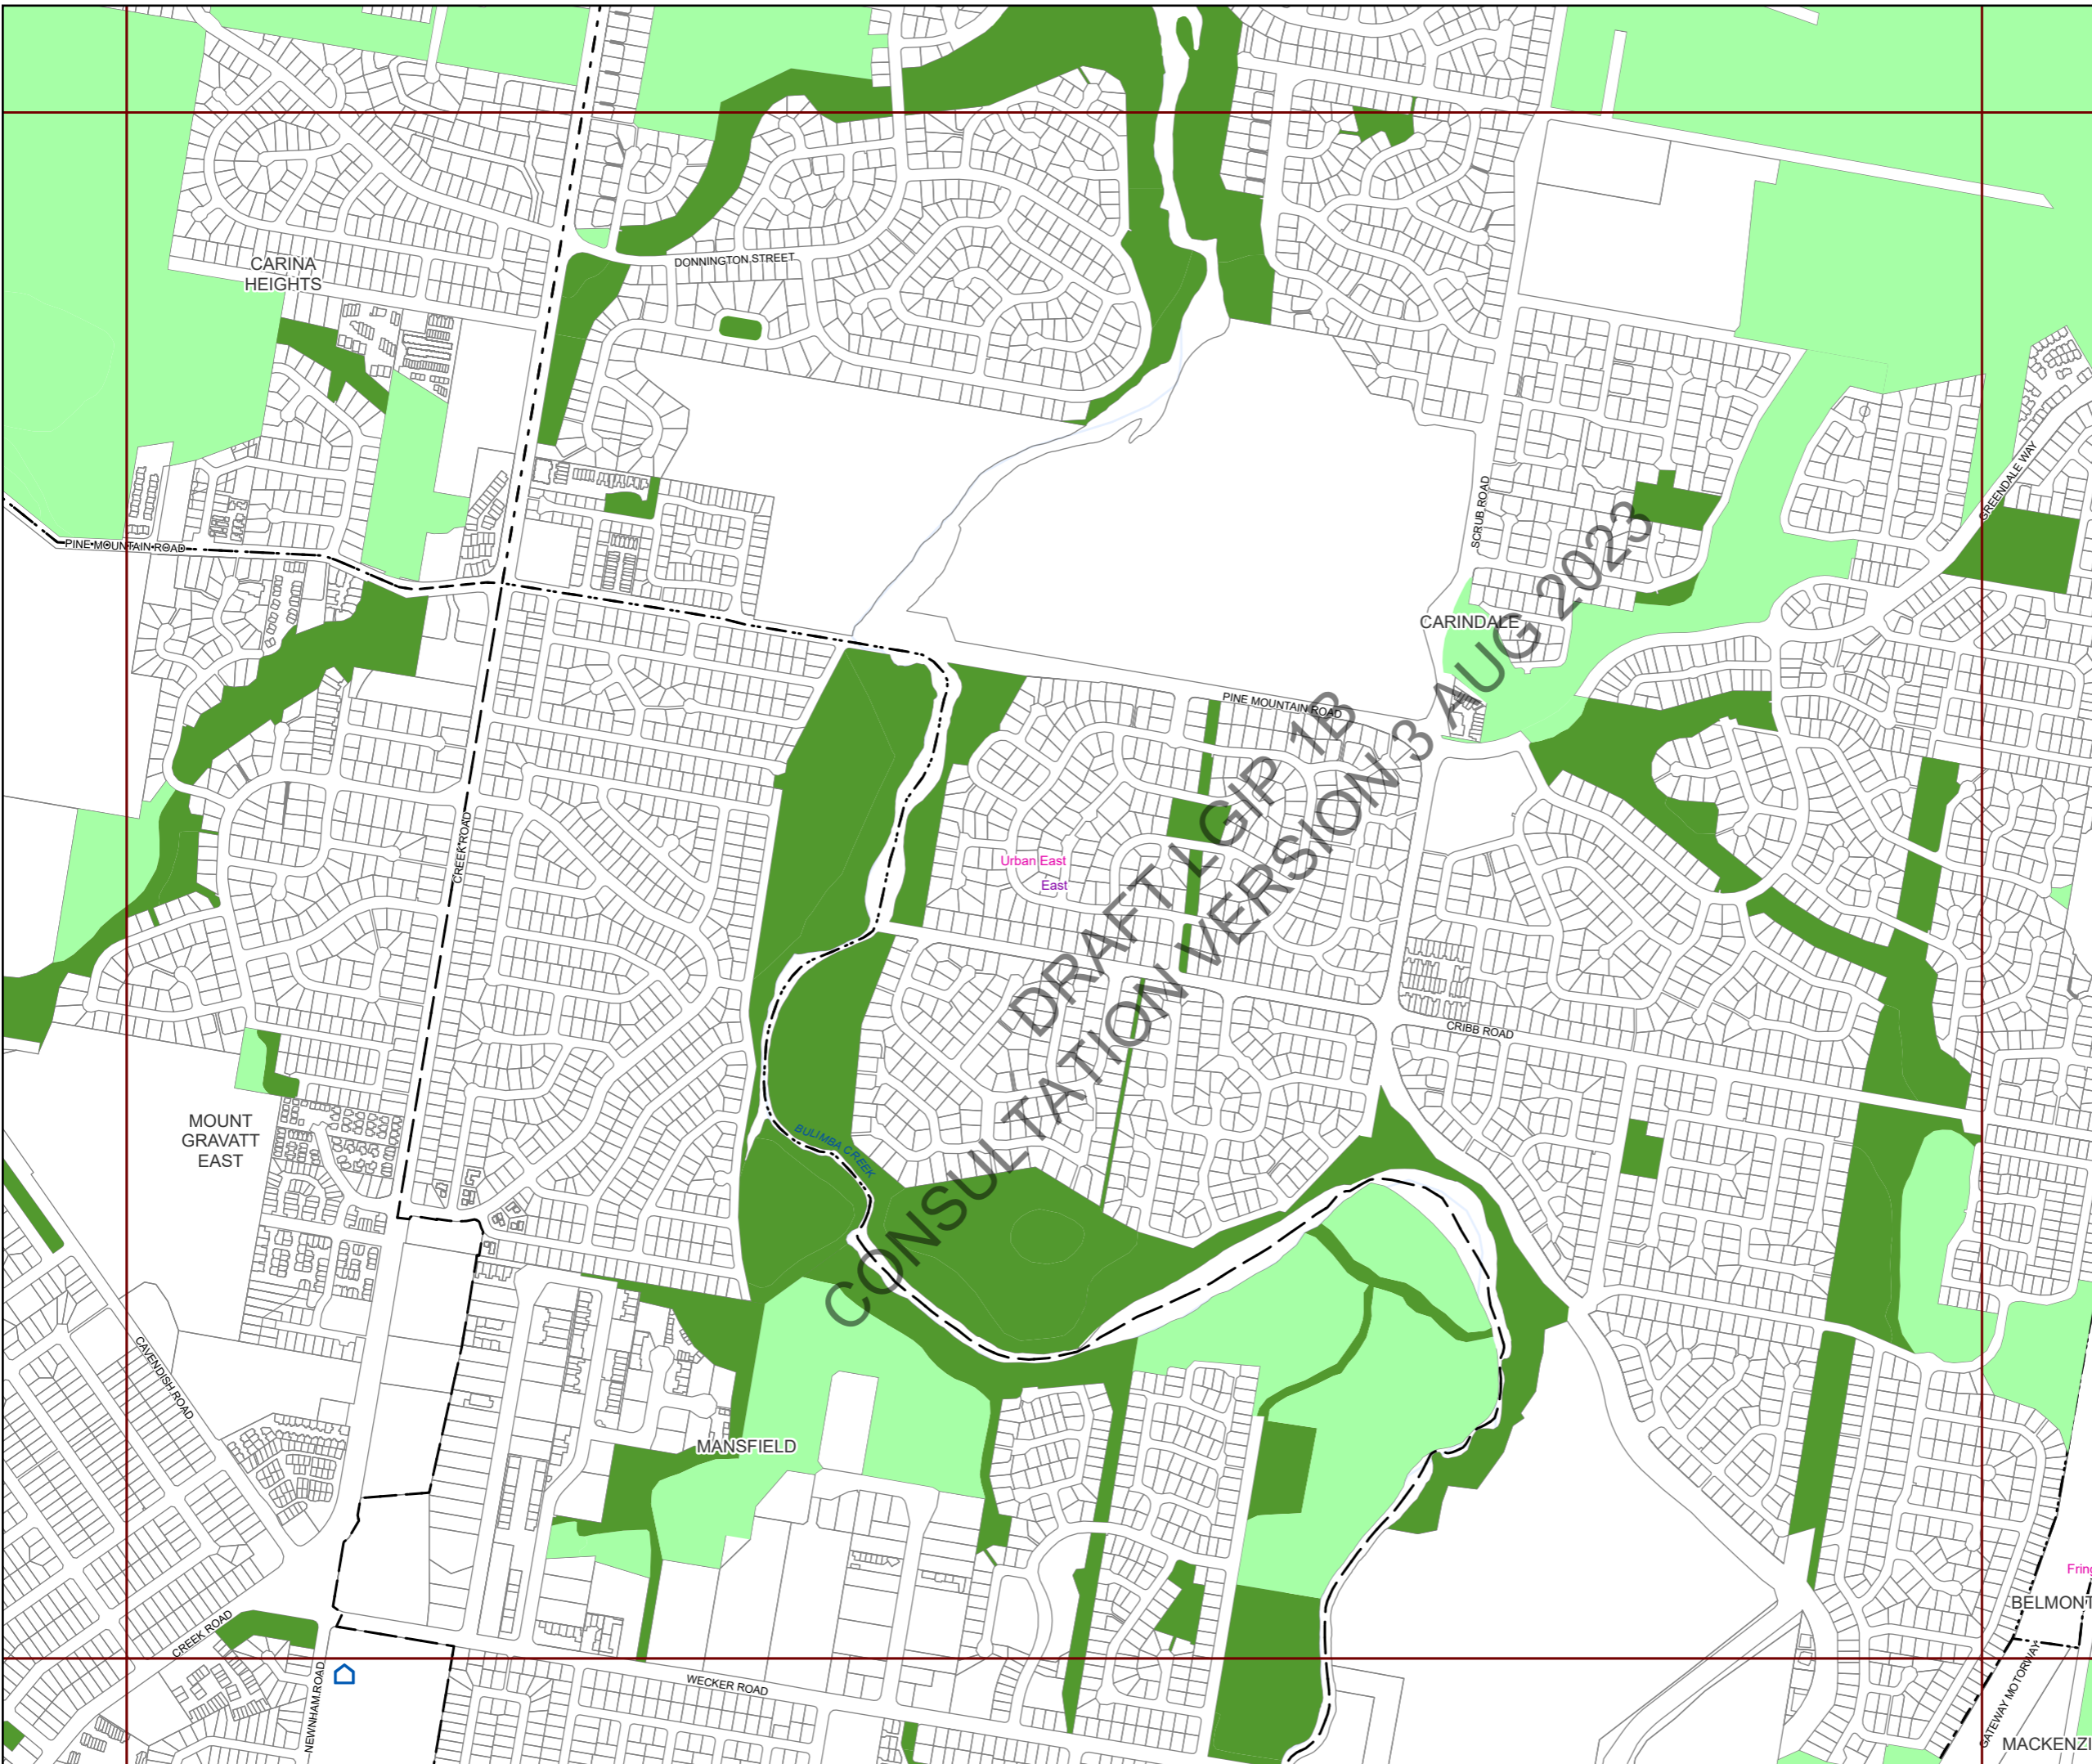 CARINA
HEIGHTS
DONNINGTON STREET
GREENDALE WAY
SCRUB ROAD
PINE MOUNTAIN ROAD
CARINDALE
PINE MOUNTAIN ROAD
CREEK ROAD
Urban East
East
DRAFT LGIP 1B
CONSULTATION VERSION 3 AUG 2023
CRIBB ROAD
MOUNT
GRAVATT
EAST
BULIMBA CREEK
CAVENDISH ROAD
MANSFIELD
Fring
BELMONT
CREEK ROAD
NEWNHAM ROAD
WECKER ROAD
GATEWAY MOTORWAY
MACKENZI